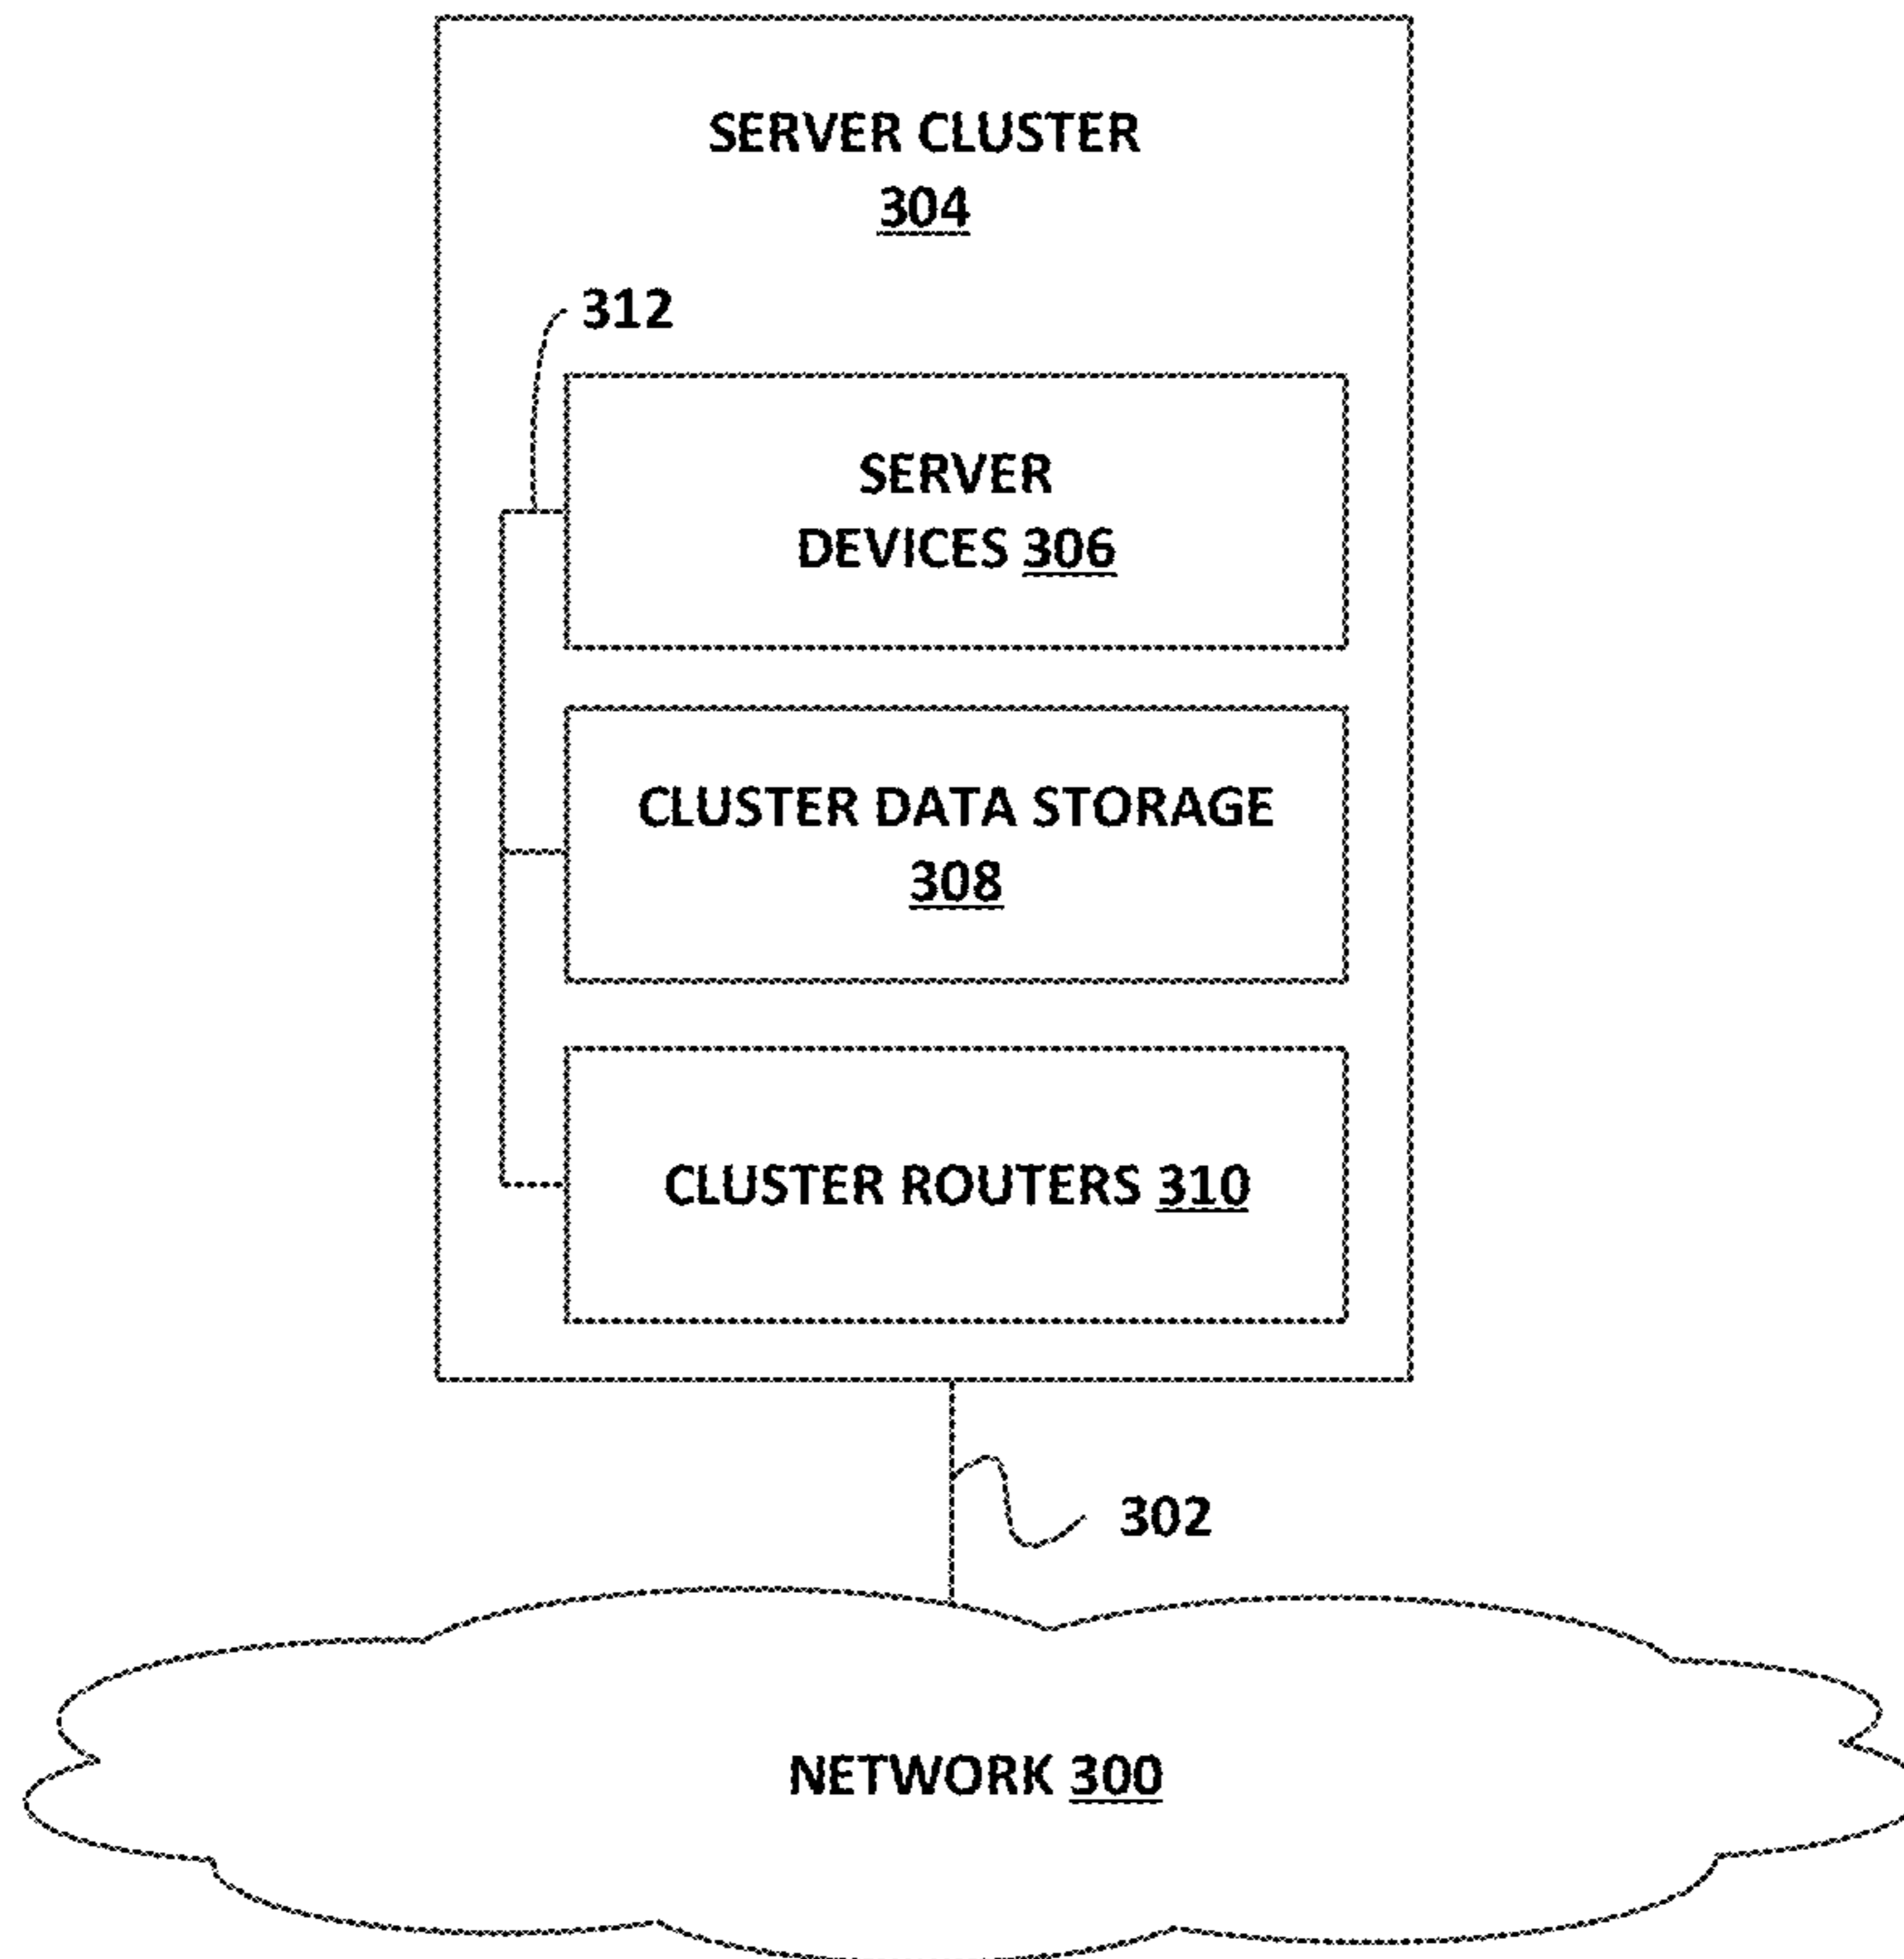 SERVER CLUSTER
304
312
SERVER
DEVICES 306
CLUSTER DATA STORAGE
308
CLUSTER ROUTERS 310
302
NETWORK 300